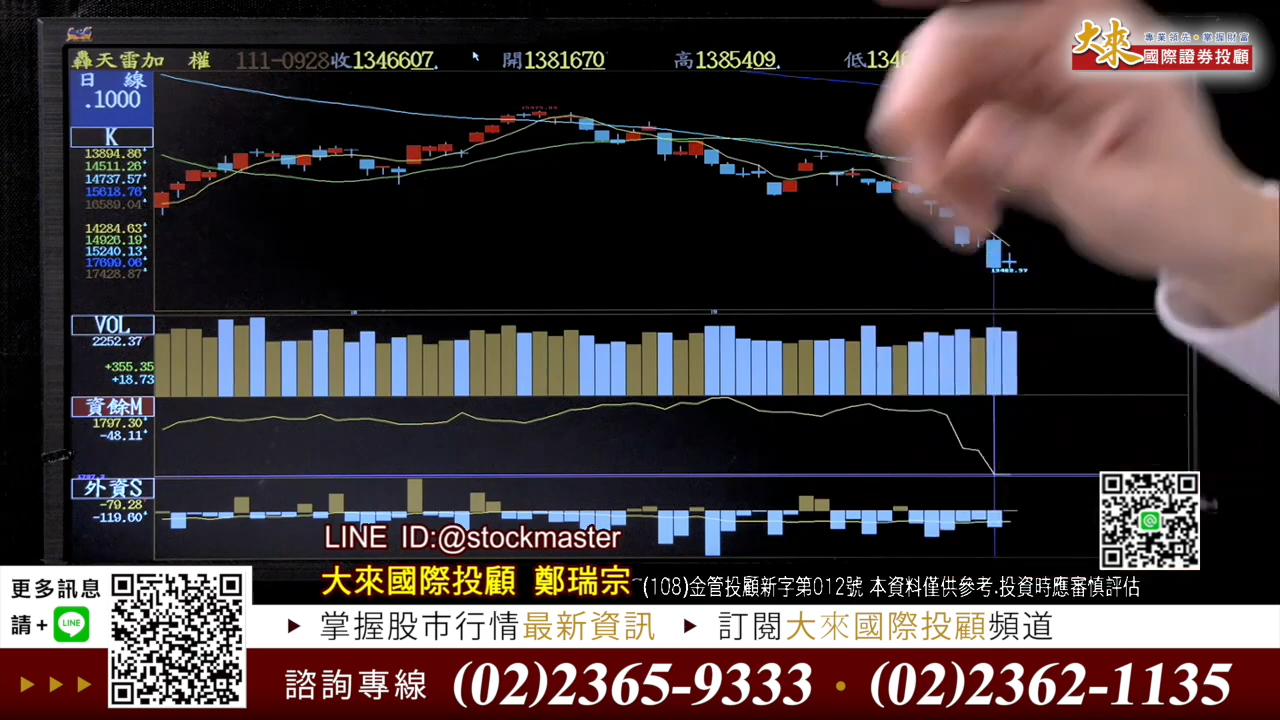 轟天雷加 權 111-0928收1346607. 開1381670 高1385409. 低
大來 專業領先•掌握財富
國際證券投顧
日 線
.1000
K
13894.86
14511.26
14737.57
15618.76
16589.04
14284.63
14926.19
15240.13
17699.06
17428.87
VOL
2252.37
+355.35
+18.73
資餘M
1797.30
-48.11
外資S
-79.28
-119.60
LINE ID:@stockmaster
大來國際投顧 鄭瑞宗 (108)金管投顧新字第012號 本資料僅供參考.投資時應審慎評估
更多訊息
請+ LINE
掌握股市行情最新資訊 訂閱大來國際投顧頻道
諮詢專線 (02)2365-9333 • (02)2362-1135